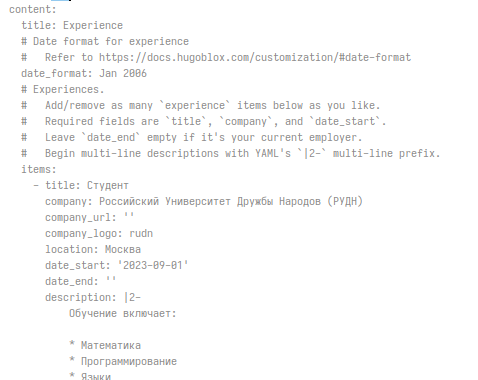 content:
  title: Experience
  # Date format for experience
  #   Refer to https://docs.hugoblox.com/customization/#date-format
  date_format: Jan 2006
  # Experiences.
  #   Add/remove as many `experience` items below as you like.
  #   Required fields are `title`, `company`, and `date_start`.
  #   Leave `date_end` empty if it's your current employer.
  #   Begin multi-line descriptions with YAML's `|2-` multi-line prefix.
  items:
    - title: Студент
      company: Российский Университет Дружбы Народов (РУДН)
      company_url: ''
      company_logo: rudn
      location: Москва
      date_start: '2023-09-01'
      date_end: ''
      description: |2-
          Обучение включает:

          * Математика
          * Программирование
          * Языки